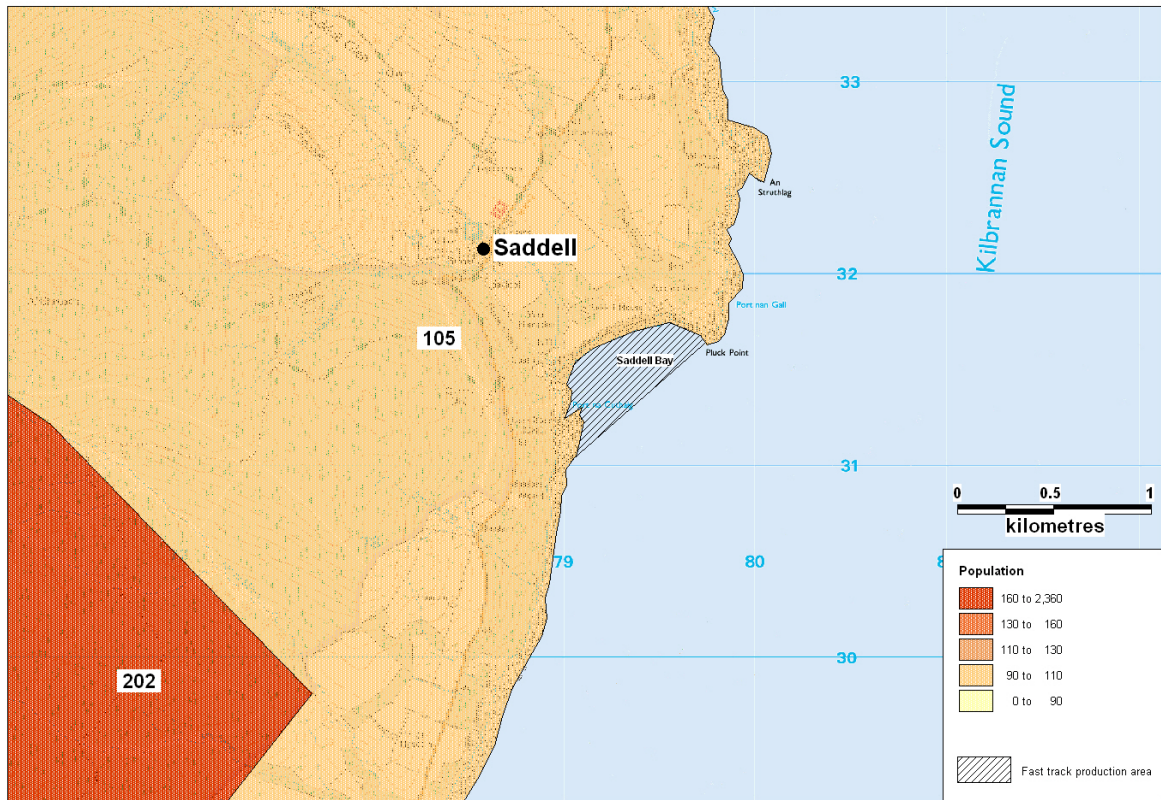 33
Kilbrannan Sound
An
Struthlag
Saddell
32
Port nan Gall
105
Saddell Bay
Pluck Point
31
0 0.5 1
kilometres
79
80
Population
160 to 2,360
130 to 160
110 to 130
90 to 110
0 to 90
30
202
Fast track production area